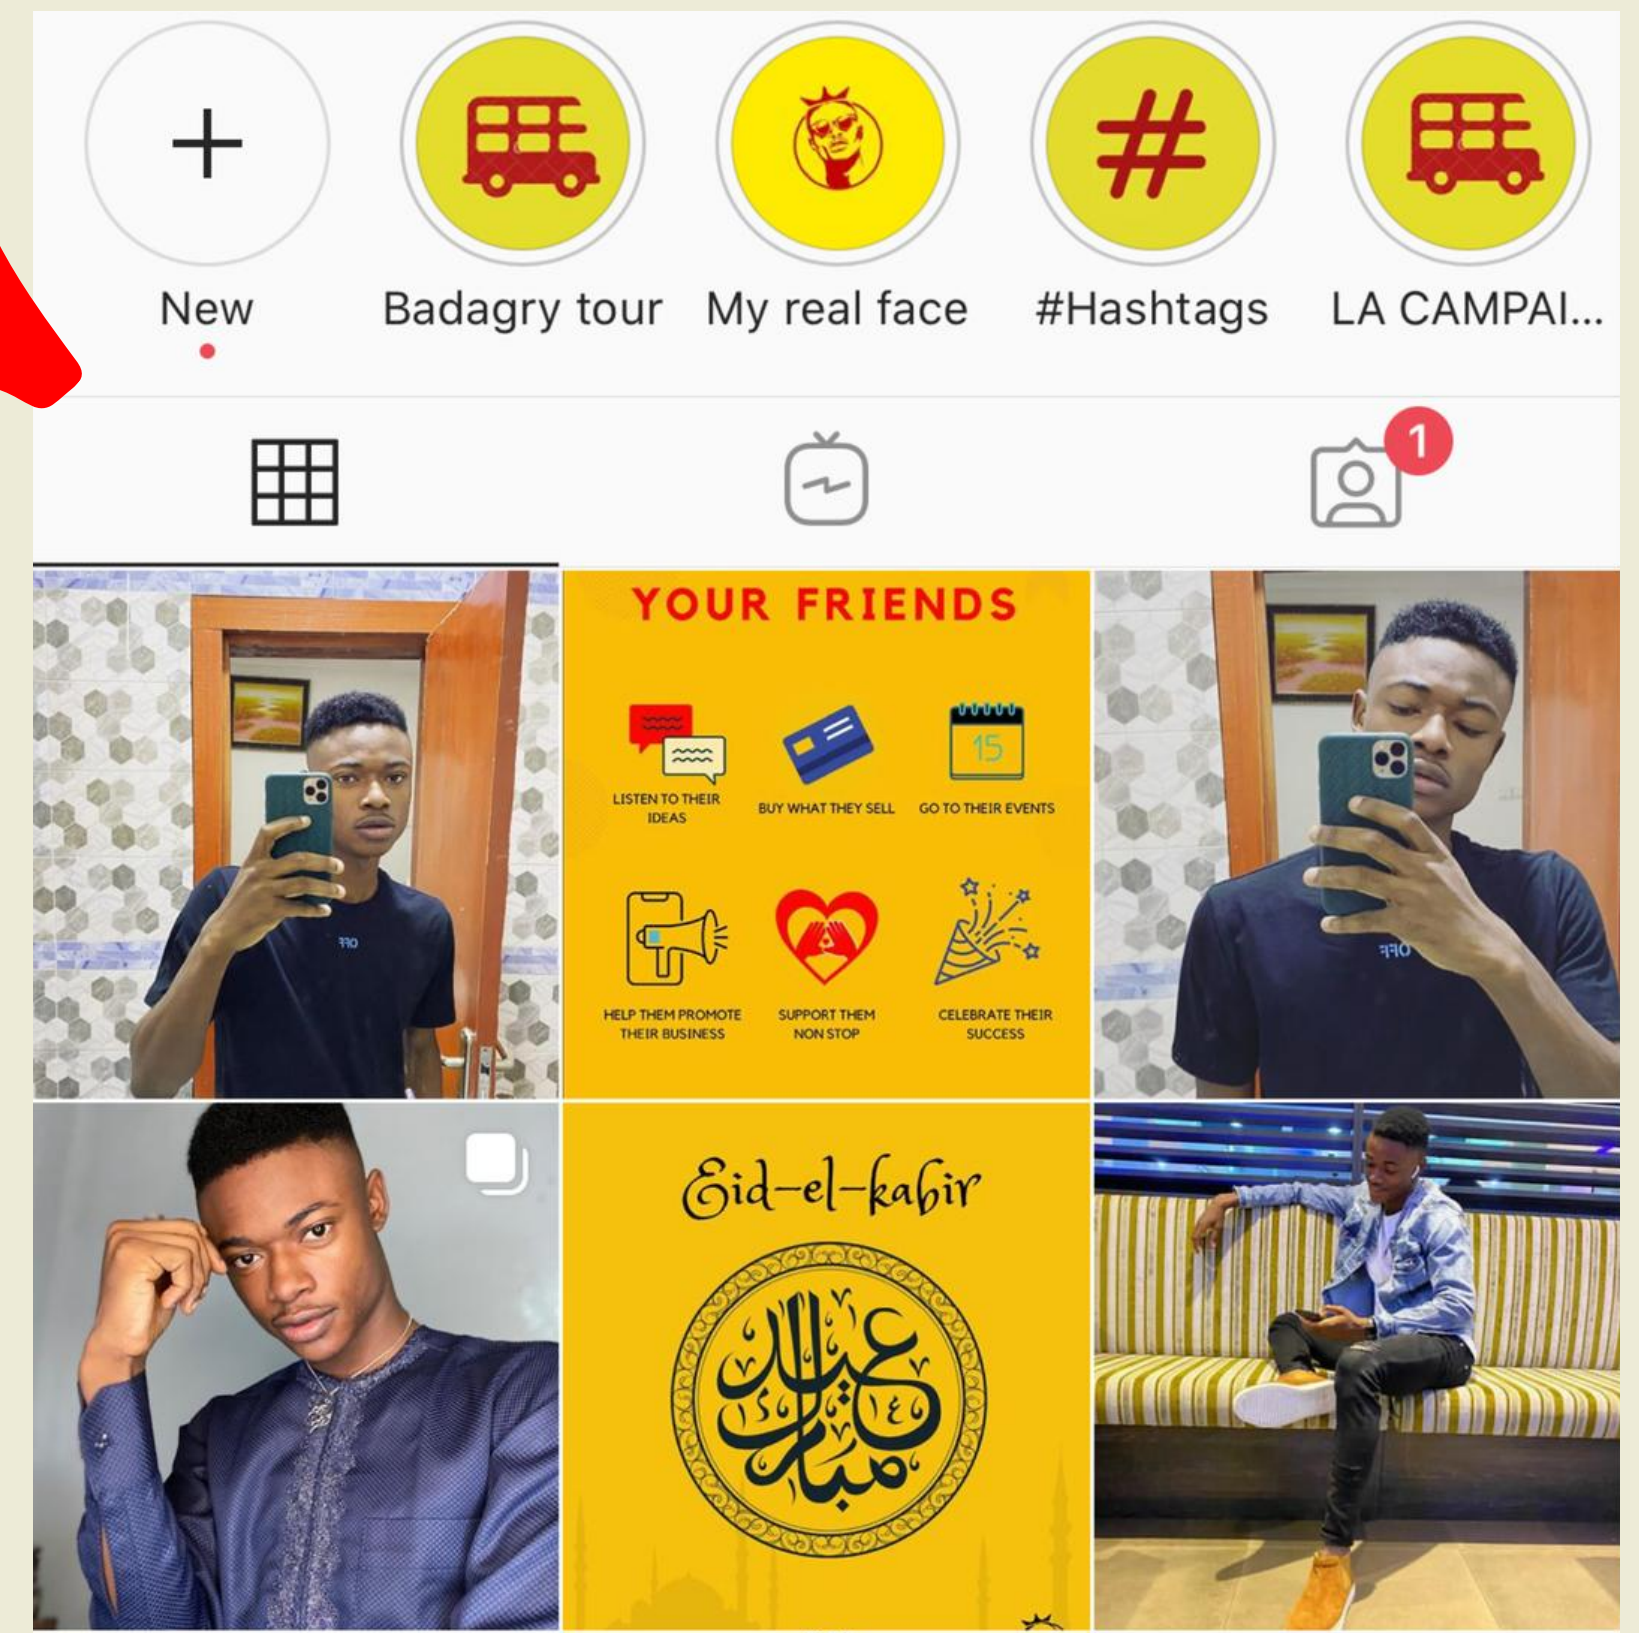 New
Badagry tour
My real face
#Hashtags
LA CAMPAI...
1
YOUR FRIENDS
15
LISTEN TO THEIR
IDEAS
BUY WHAT THEY SELL
GO TO THEIR EVENTS
OFF
OFF
HELP THEM PROMOTE
THEIR BUSINESS
SUPPORT THEM
NON STOP
CELEBRATE THEIR
SUCCESS
Eid-el-kabir
عيد
مبارك